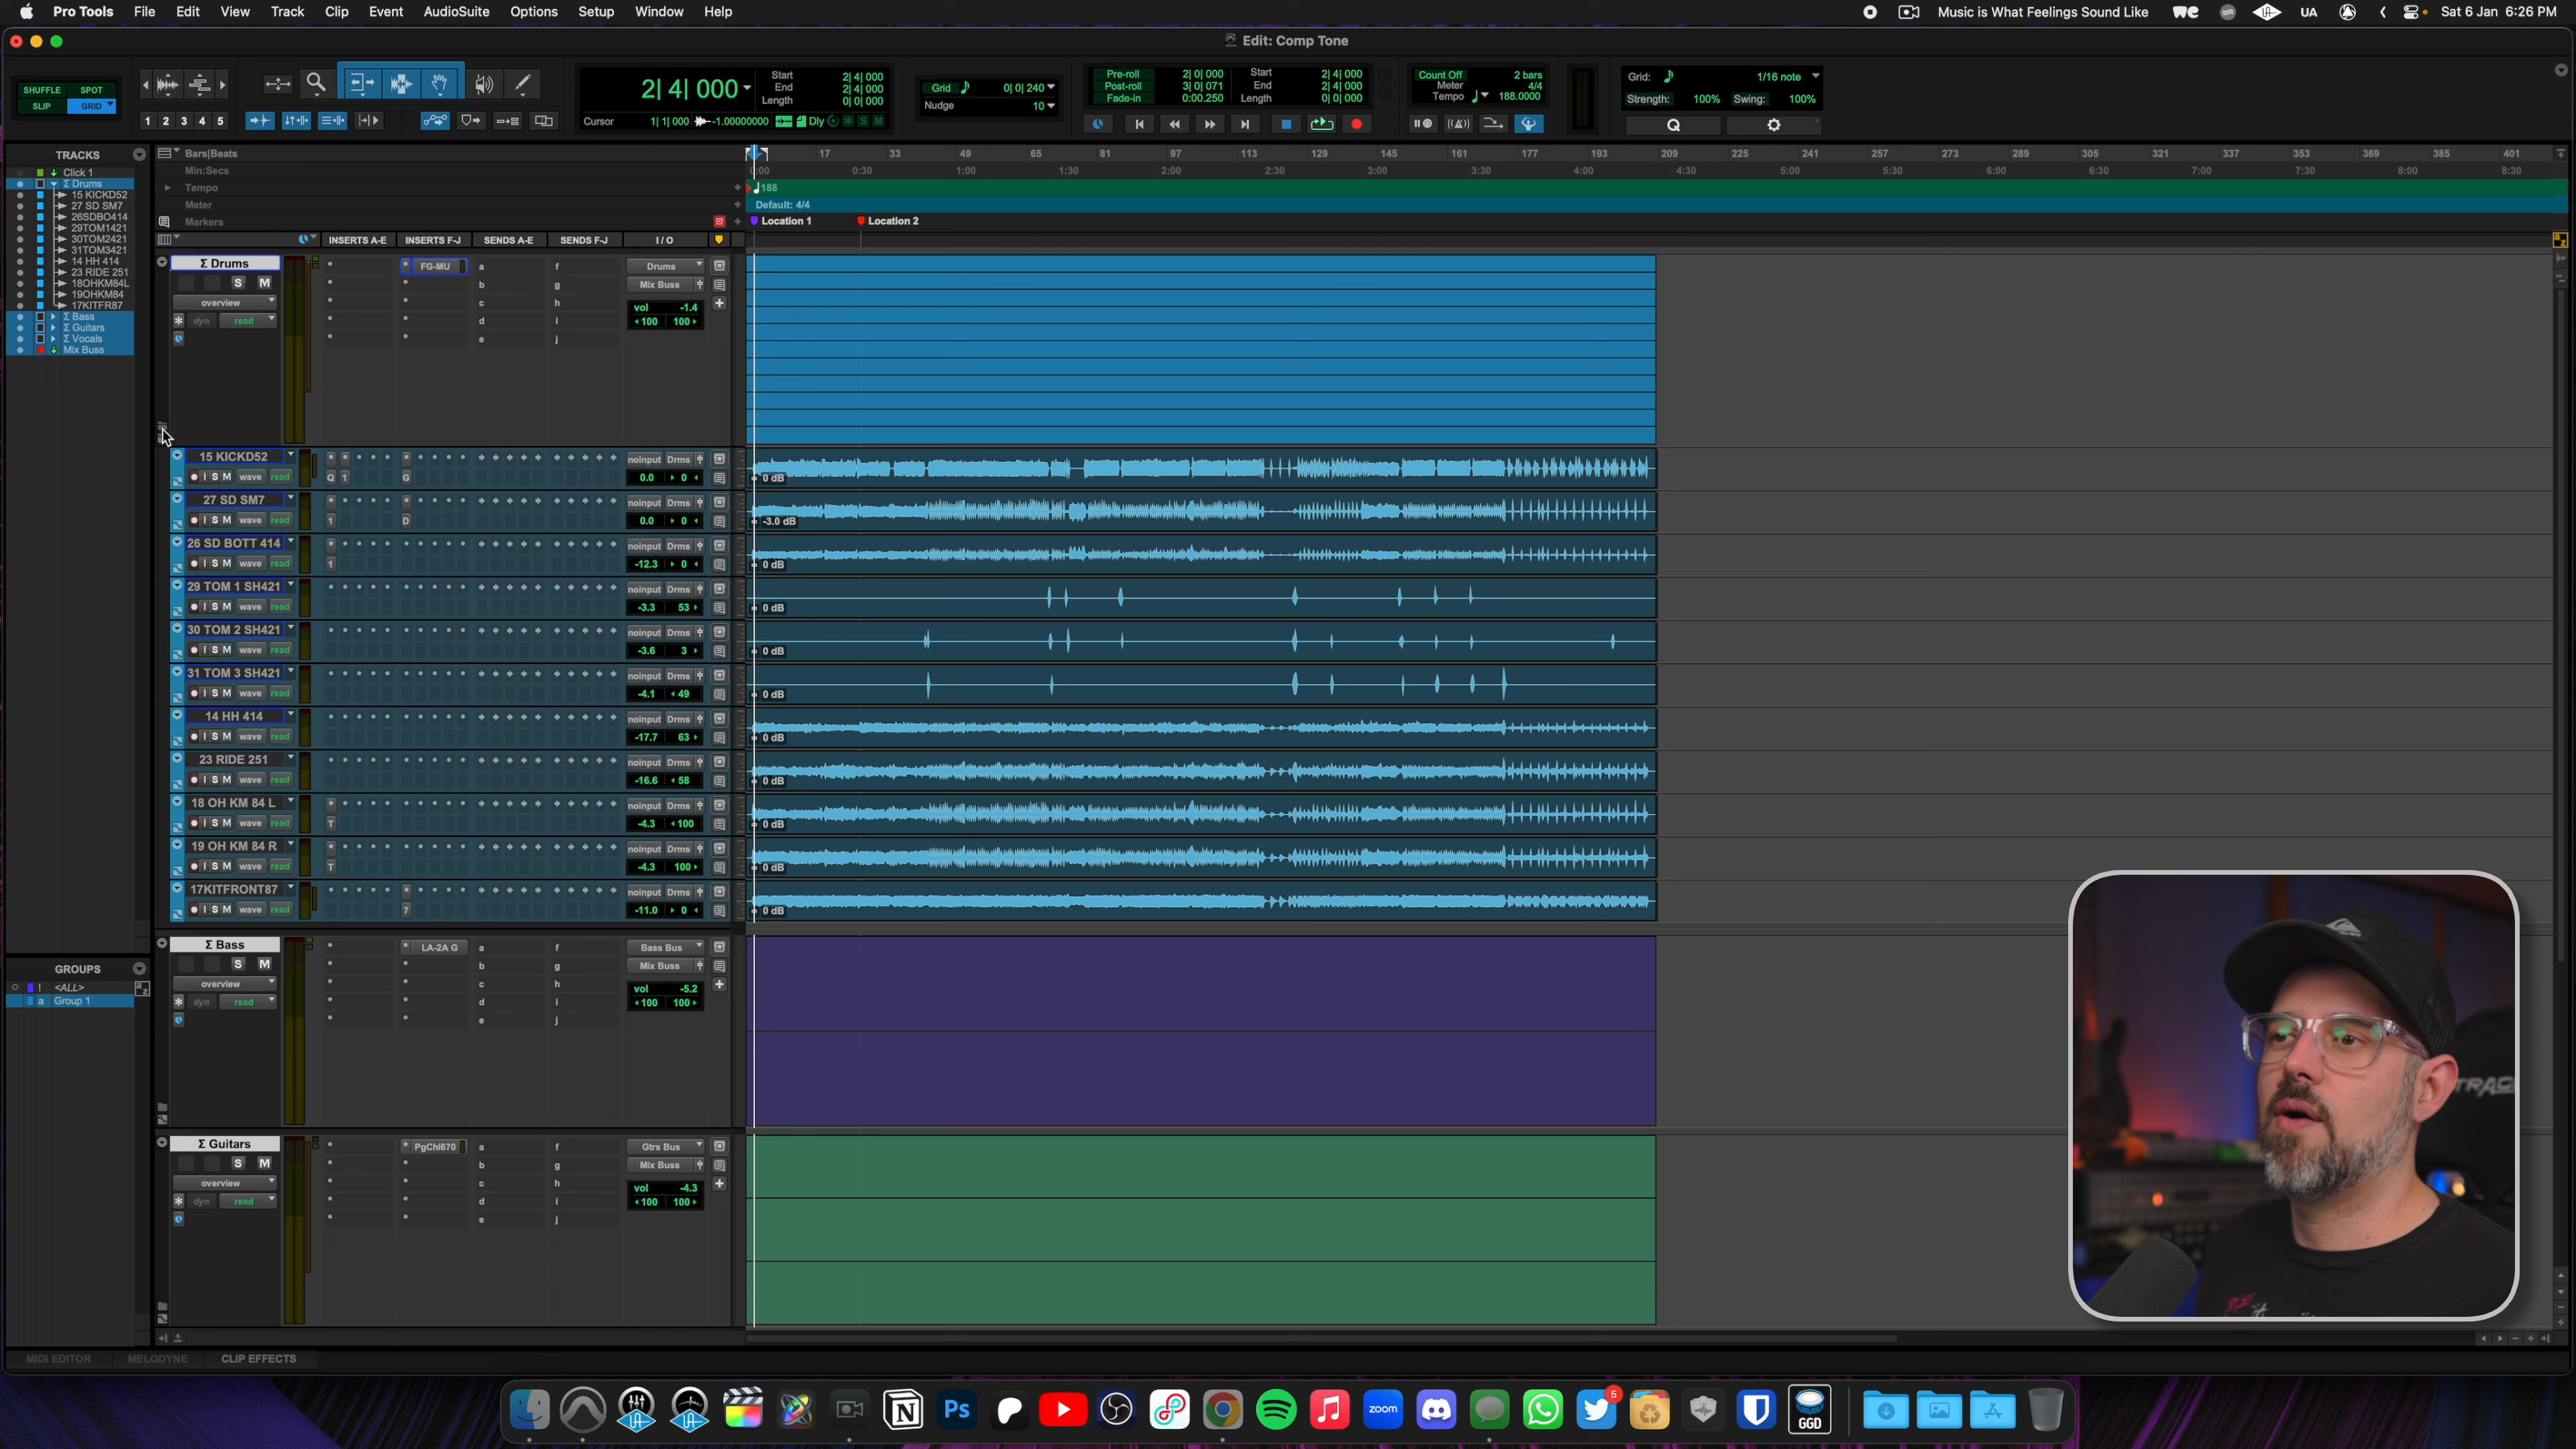 Pro Tools File Edit View Track Clip Event AudioSuite Options Setup Window Help
Music is What Feelings Sound Like UA Sat 6 Jan 6:26 PM
Edit: Comp Tone
SHUFFLE SPOT
SLIP GRID
1 2 3 4 5
2| 4| 000
Start 2| 4| 000
End 2| 4| 000
Length 0| 0| 000
Cursor 1| 1| 000 -1.00000000 Dly S M
Grid 0| 0| 240
Nudge 10
Pre-roll 2| 0| 000 Start 2| 4| 000
Post-roll 3| 0| 071 End 2| 4| 000
Fade-in 0:00.250 Length 0| 0| 000
Count Off 2 bars
Meter 4/4
Tempo 188.0000
Grid: 1/16 note
Strength: 100% Swing: 100%
Q
TRACKS
Click 1
Σ Drums
15 KICKD52
27 SD SM7
26SDBO414
29TOM1421
30TOM2421
31TOM3421
14 HH 414
23 RIDE 251
18OHKM84L
19OHKM84
17KITFR87
Σ Bass
Σ Guitars
Σ Vocals
Mix Buss
GROUPS
! <ALL>
a Group 1
Bars|Beats 17 33 49 65 81 97 113 129 145 161 177 193 209 225 241 257 273 289 305 321 337 353 369 385 401
Min:Secs 0:00 0:30 1:00 1:30 2:00 2:30 3:00 3:30 4:00 4:30 5:00 5:30 6:00 6:30 7:00 7:30 8:00 8:30
Tempo 188
Meter Default: 4/4
Markers Location 1 Location 2
INSERTS A-E INSERTS F-J SENDS A-E SENDS F-J I / O
Σ Drums FG-MU a f Drums
S M b g Mix Buss
overview c h vol -1.4
dyn read d i 100 100
e j
15 KICKD52 noinput Drms
I S M wave read Q 1 G 0.0 0 0 dB
27 SD SM7 noinput Drms
I S M wave read 1 D 0.0 0 -3.0 dB
26 SD BOTT 414 noinput Drms
I S M wave read 1 -12.3 0 0 dB
29 TOM 1 SH421 noinput Drms
I S M wave read -3.3 53 0 dB
30 TOM 2 SH421 noinput Drms
I S M wave read -3.6 3 0 dB
31 TOM 3 SH421 noinput Drms
I S M wave read -4.1 49 0 dB
14 HH 414 noinput Drms
I S M wave read -17.7 63 0 dB
23 RIDE 251 noinput Drms
I S M wave read -16.6 58 0 dB
18 OH KM 84 L noinput Drms
I S M wave read T -4.3 100 0 dB
19 OH KM 84 R noinput Drms
I S M wave read T -4.3 100 0 dB
17KITFRONT87 noinput Drms
I S M wave read 7 -11.0 0 0 dB
Σ Bass LA-2A G a f Bass Bus
S M b g Mix Buss
overview c h vol -5.2
dyn read d i 100 100
e j
Σ Guitars PgChl670 a f Gtrs Bus
S M b g Mix Buss
overview c h vol -4.3
dyn read d i 100 100
e j
MIDI EDITOR MELODYNE CLIP EFFECTS
Ps zoom 5 GGD